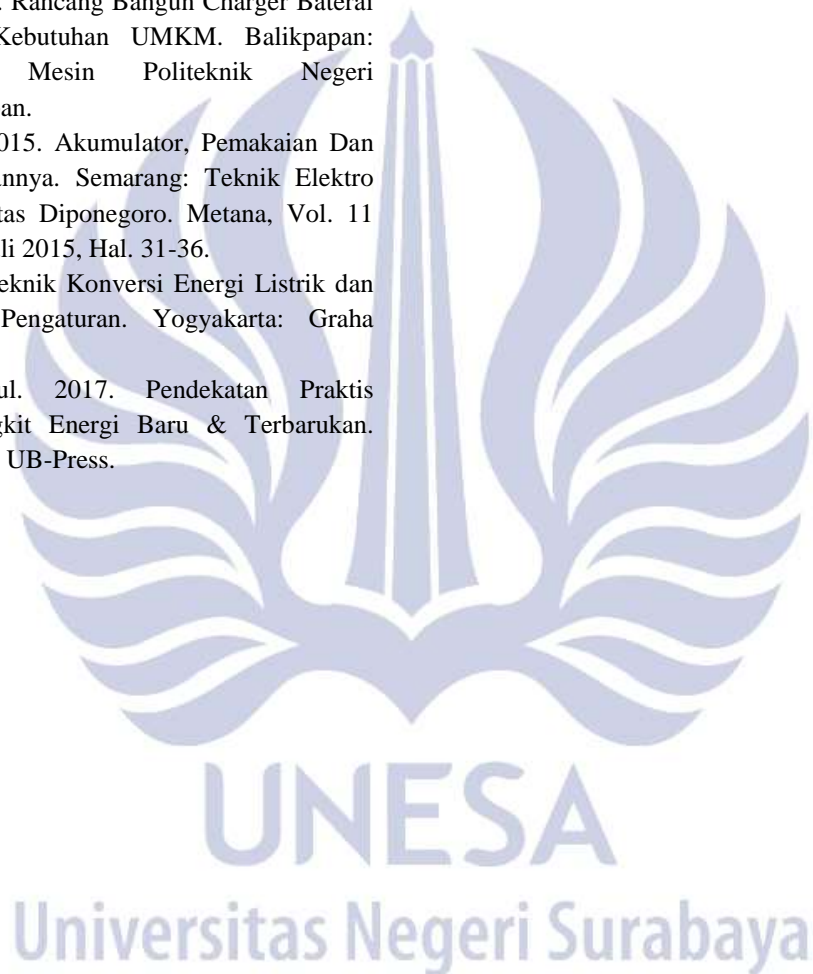 . Rancang Bangun Charger Baterai
Kebutuhan UMKM. Balikpapan:
Mesin Politeknik Negeri
an.
015. Akumulator, Pemakaian Dan
annya. Semarang: Teknik Elektro
tas Diponegoro. Metana, Vol. 11
li 2015, Hal. 31-36.
eknik Konversi Energi Listrik dan
Pengaturan. Yogyakarta: Graha
ul. 2017. Pendekatan Praktis
gkit Energi Baru & Terbarukan.
UB-Press.
UNESA
Universitas Negeri Surabaya